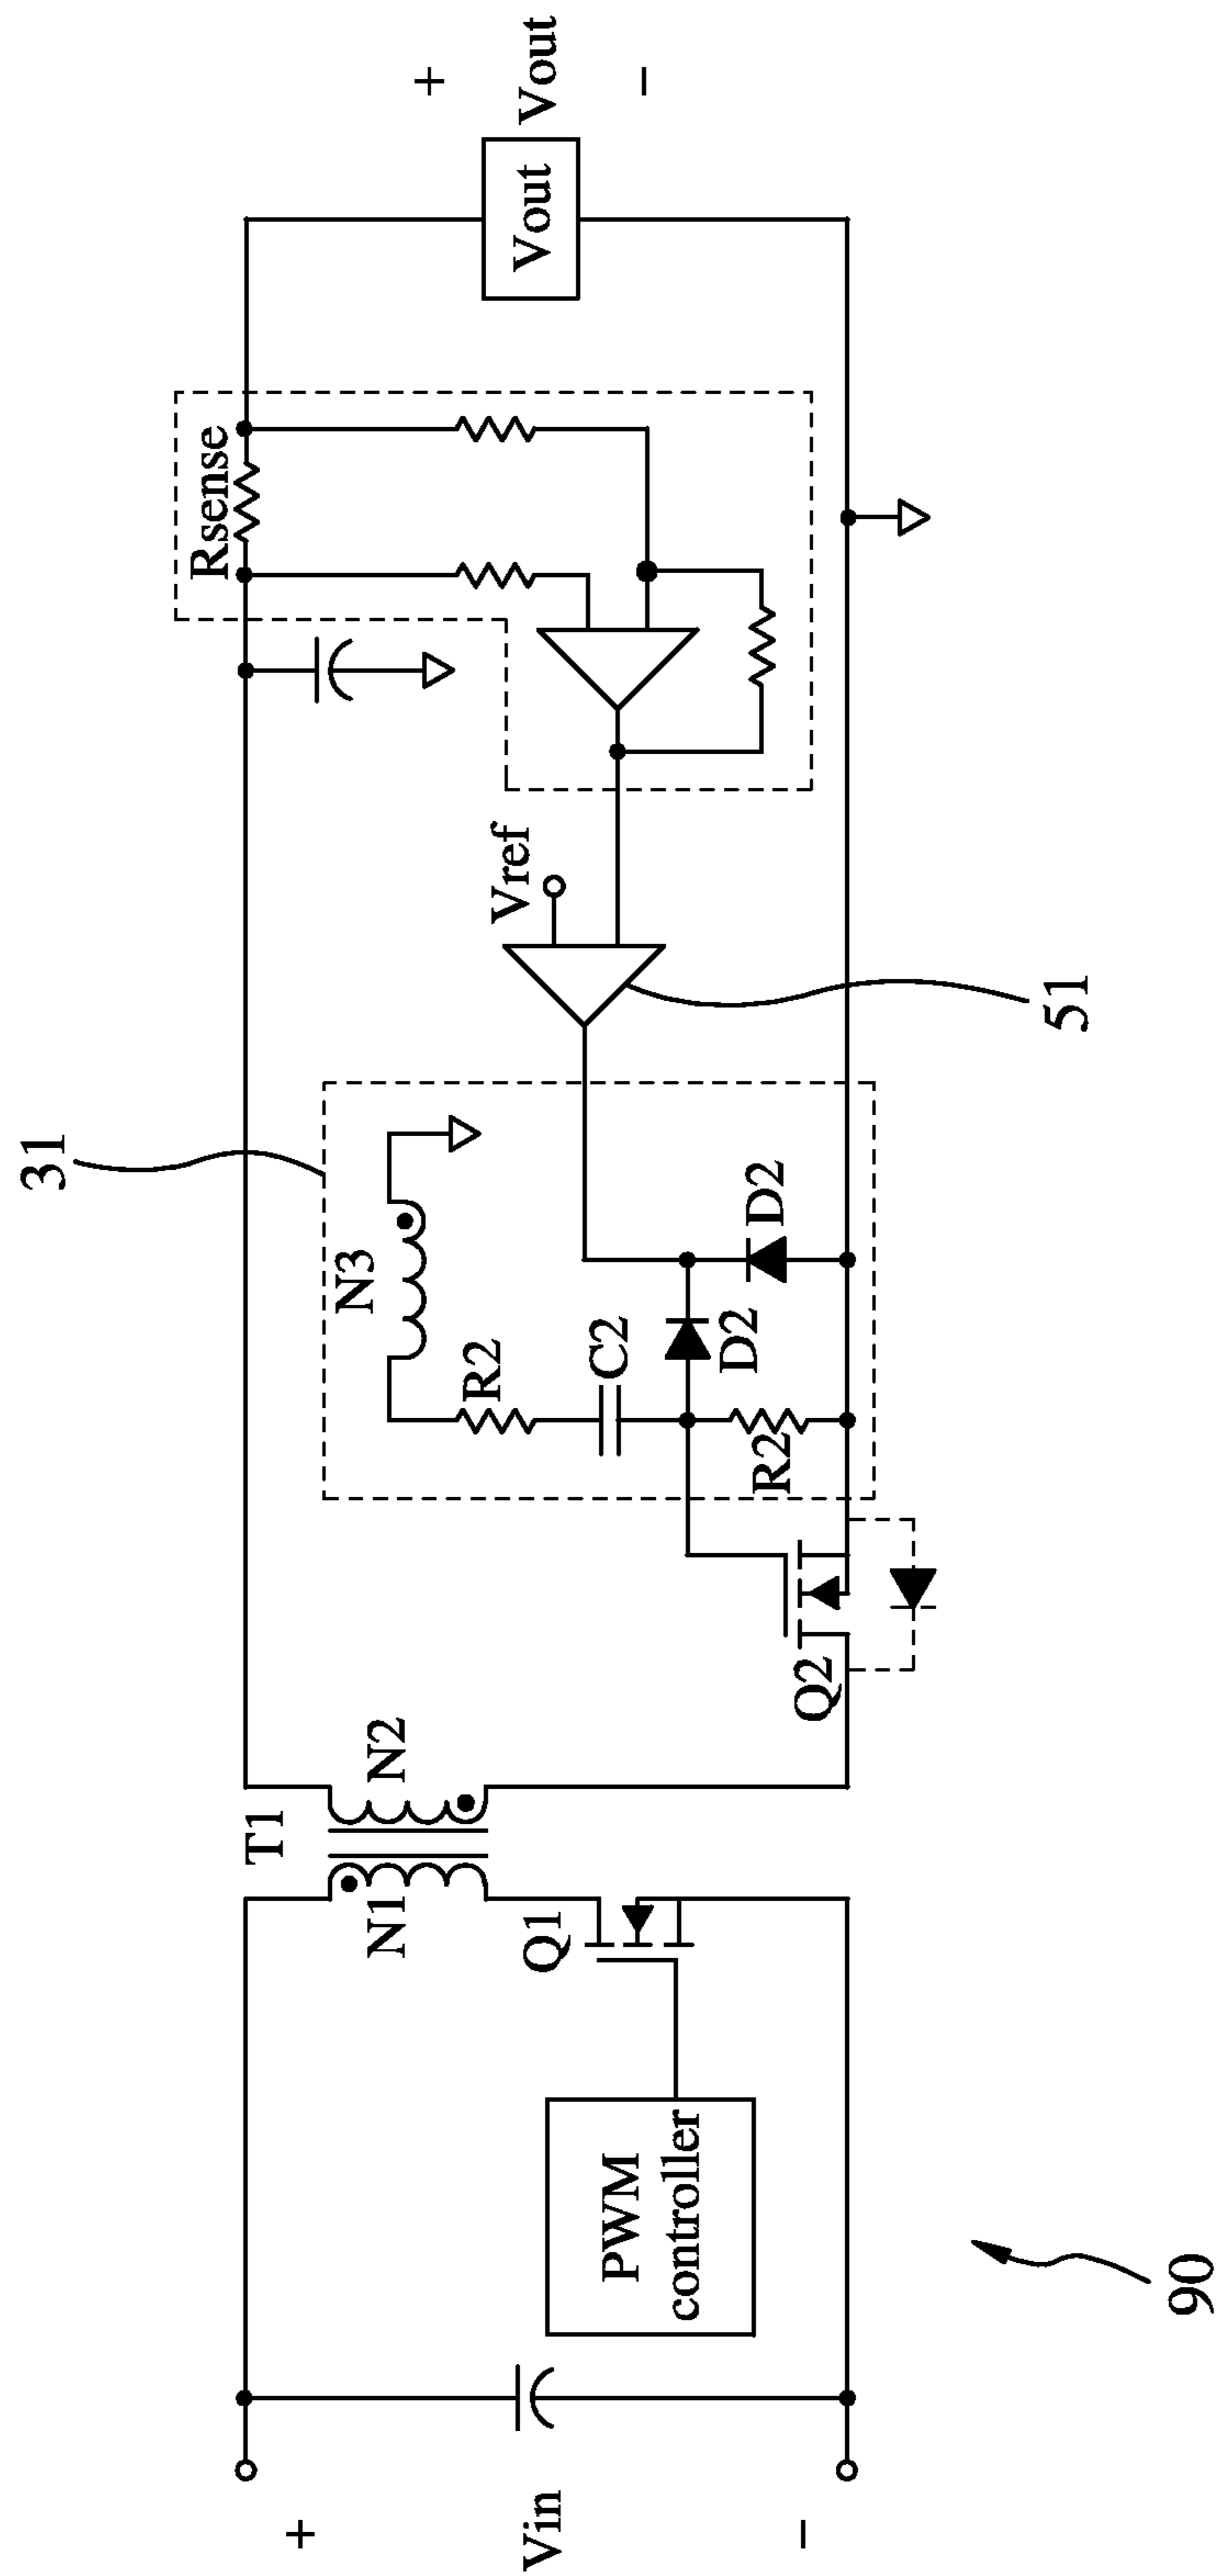 +
Vin
−
PWM
controller
T1
N1
N2
Q1
Q2
31
N3
R2
C2
D2
D2
R2
51
Vref
Rsense
Vout
+
Vout
−
90